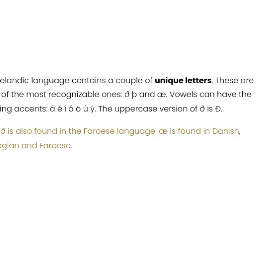 elandic language contains a couple of unique letters. These are
of the most recognizable ones: ð þ and æ. Vowels can have the
ing accents: á é í ó ö ú ý. The uppercase version of ð is Ð.
ð is also found in the Faroese language. æ is found in Danish,
egian and Faroese.